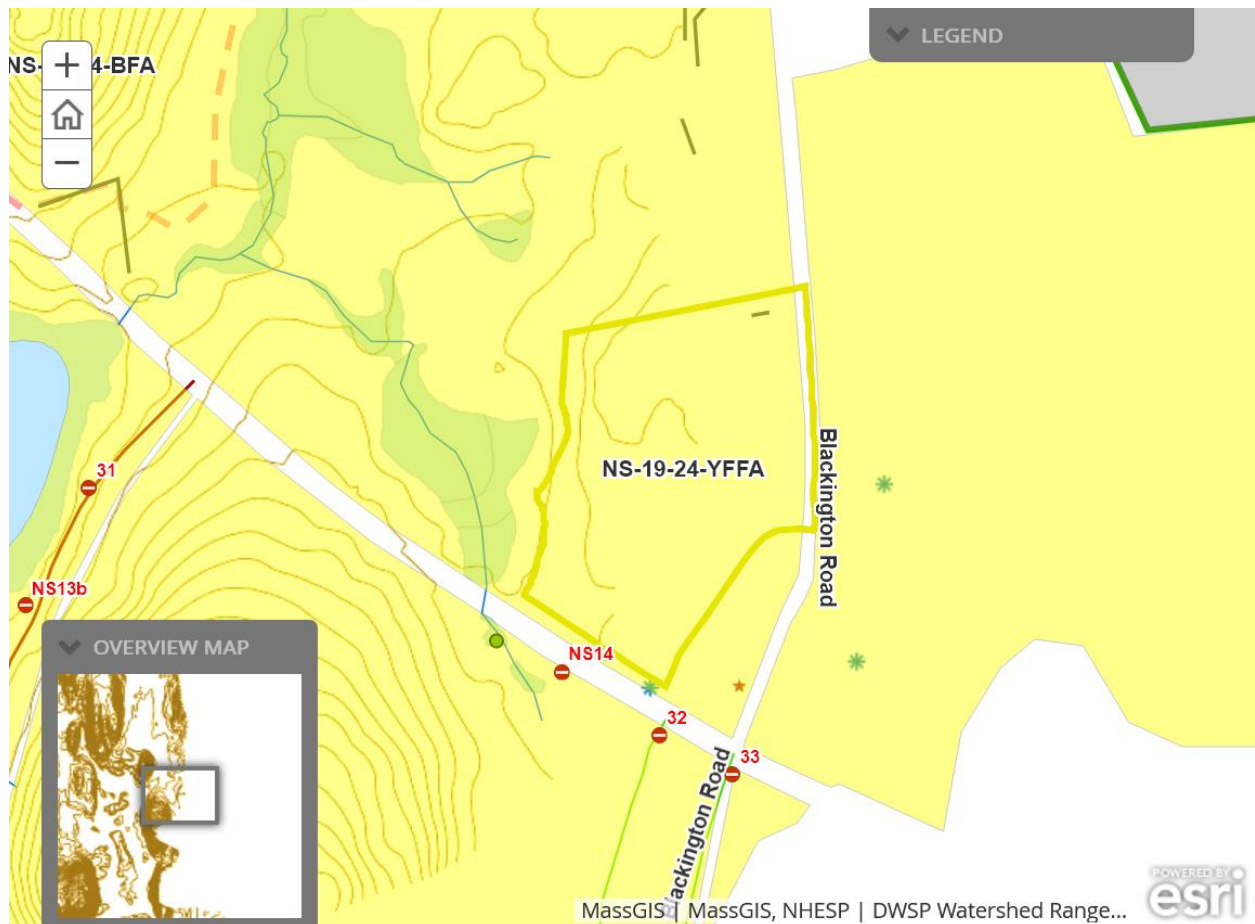 LEGEND
NS-
4-BFA
NS-19-24-YFFA
Blackington Road
31
NS13b
OVERVIEW MAP
NS14
32
33
Blackington Road
MassGIS | MassGIS, NHESP | DWSP Watershed Range...
POWERED BY
esri